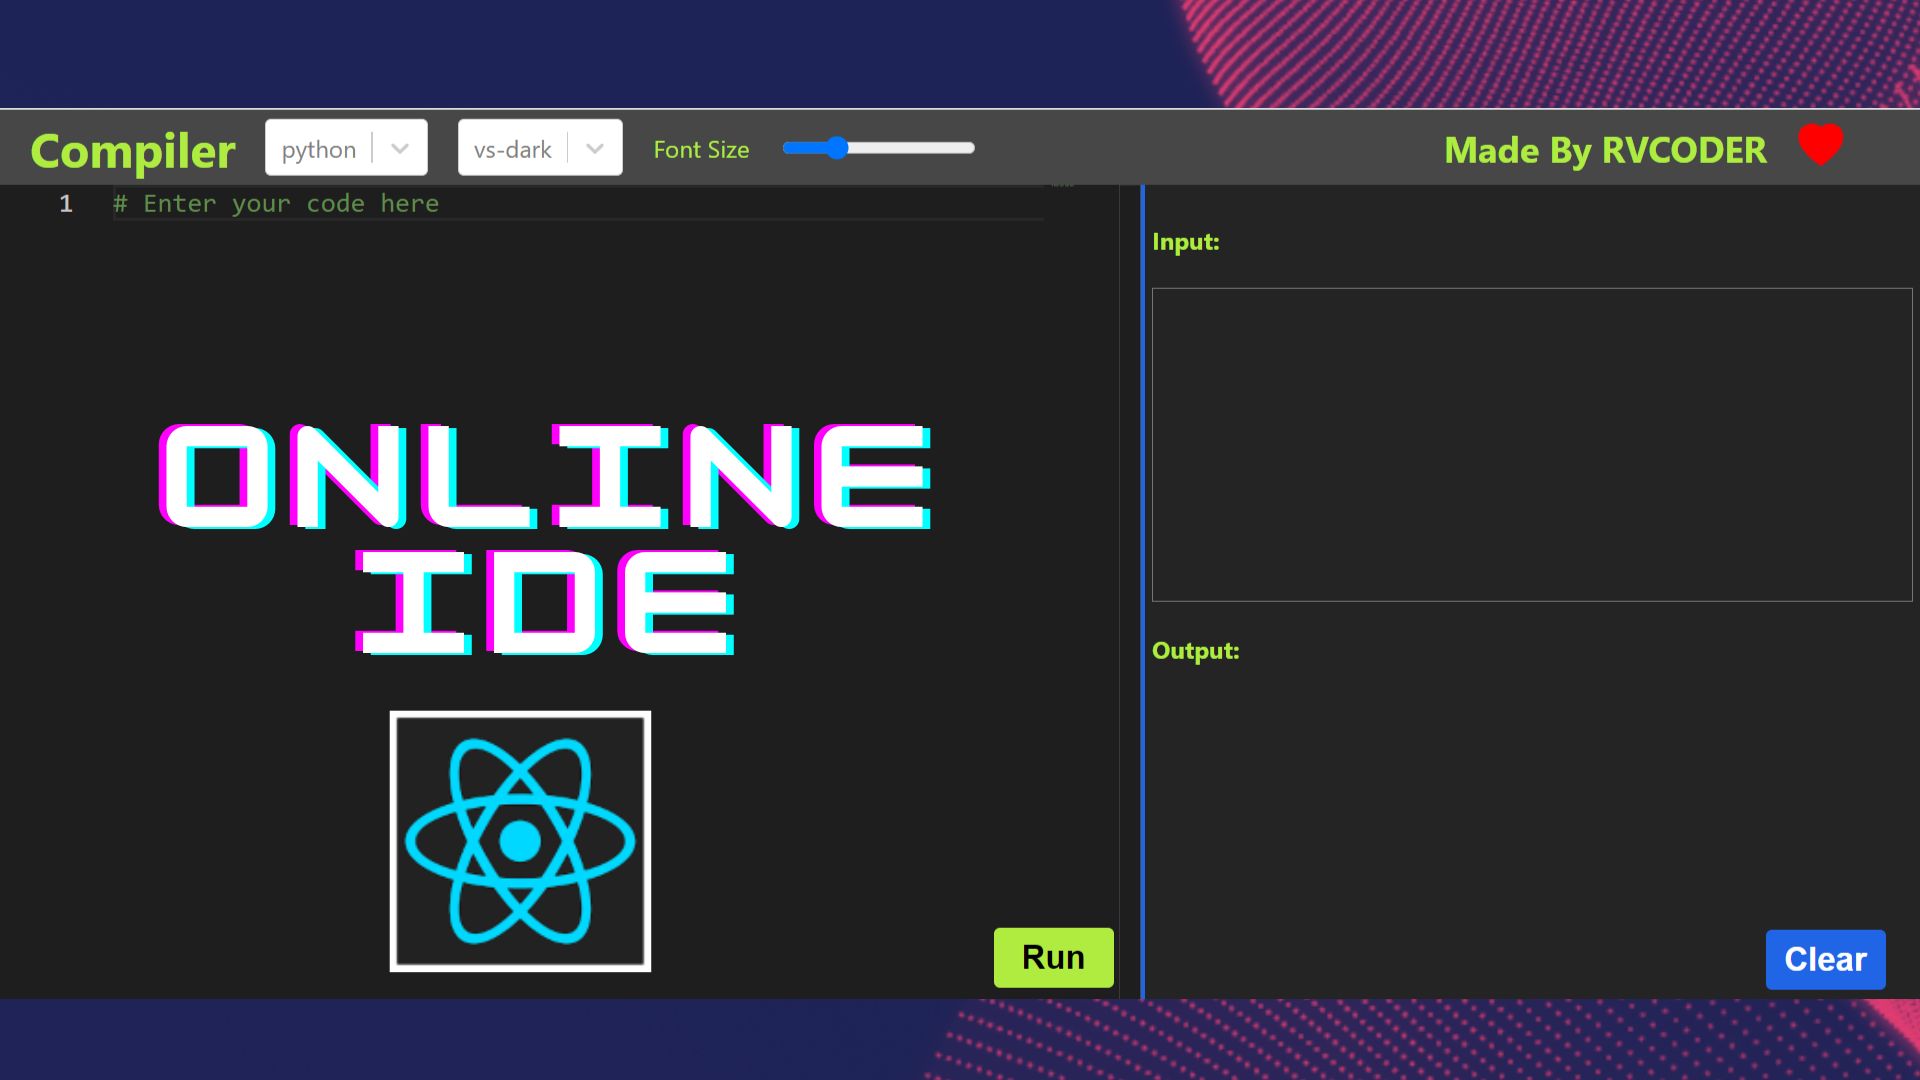 Compiler python vs-dark Font Size Made By RVCODER
1 # Enter your code here
Input:
ONLINE
IDE
Output:
Run
Clear